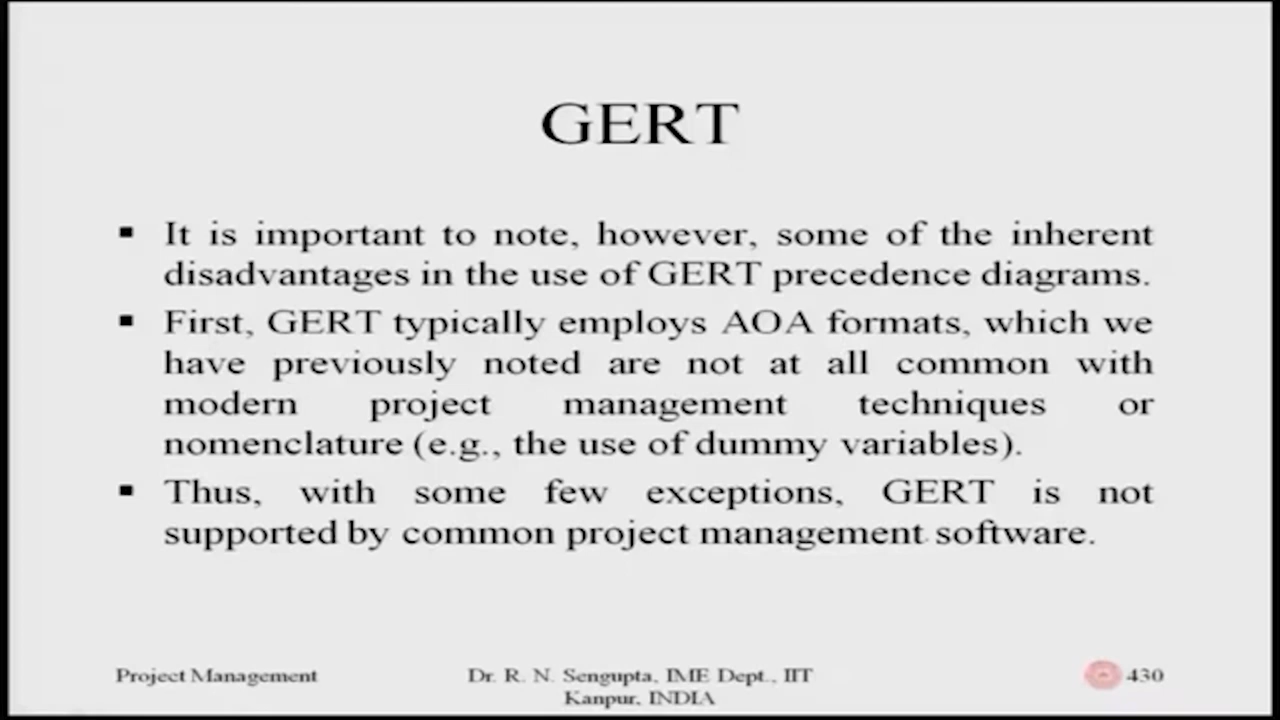 GERT
▪ It is important to note, however, some of the inherent
disadvantages in the use of GERT precedence diagrams.
▪ First, GERT typically employs AOA formats, which we
have previously noted are not at all common with
modern project management techniques or
nomenclature (e.g., the use of dummy variables).
▪ Thus, with some few exceptions, GERT is not
supported by common project management software.
Project Management
Dr. R. N. Sengupta, IME Dept., IIT
Kanpur, INDIA
430